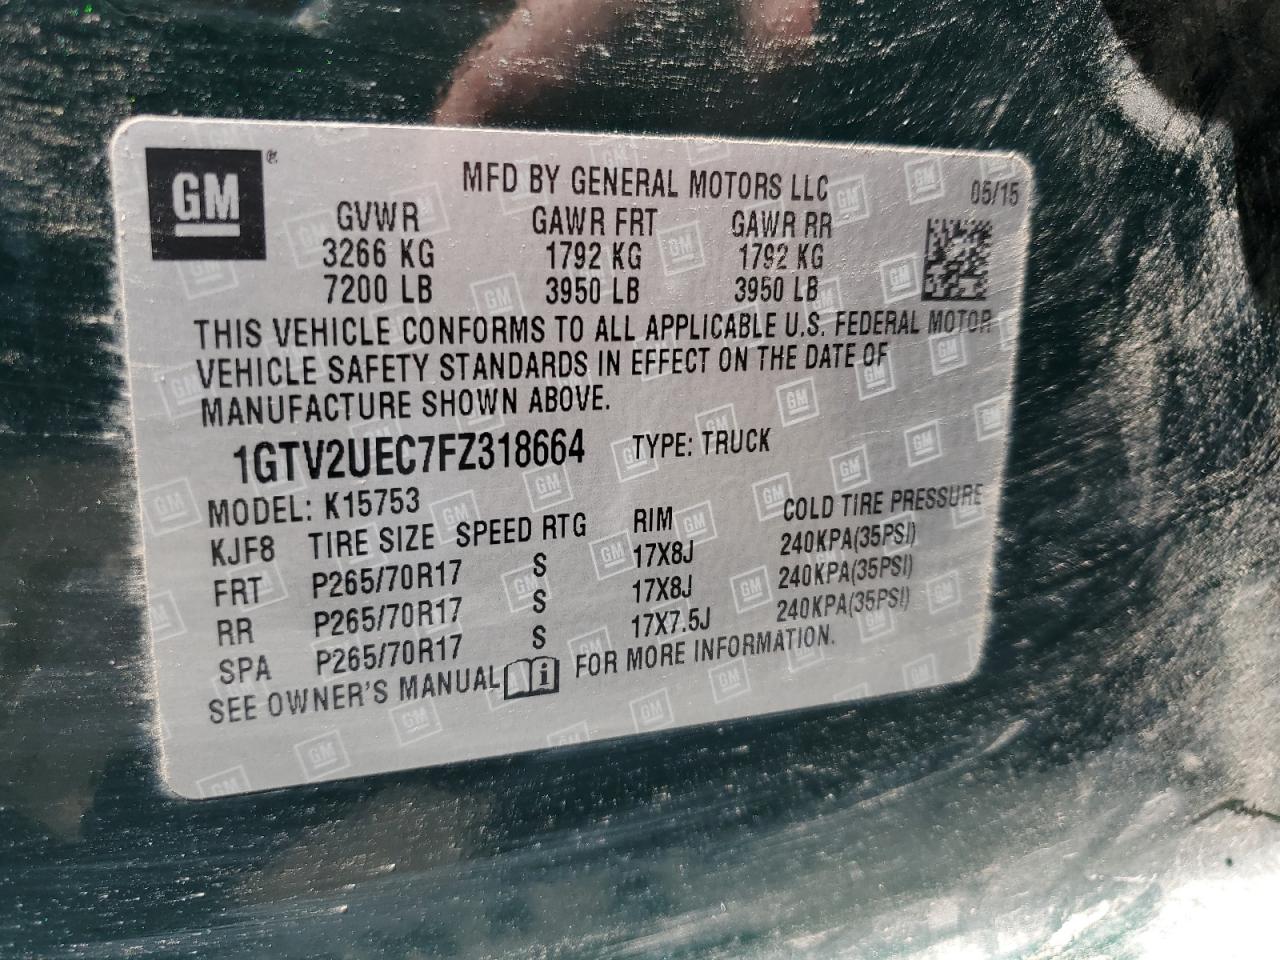 GM ®
MFD BY GENERAL MOTORS LLC 05/15
GVWR GAWR FRT GAWR RR
3266 KG 1792 KG 1792 KG
7200 LB 3950 LB 3950 LB
THIS VEHICLE CONFORMS TO ALL APPLICABLE U.S. FEDERAL MOTOR
VEHICLE SAFETY STANDARDS IN EFFECT ON THE DATE OF
MANUFACTURE SHOWN ABOVE.
1GTV2UEC7FZ318664 TYPE: TRUCK
MODEL: K15753
KJF8 TIRE SIZE SPEED RTG RIM COLD TIRE PRESSURE
FRT P265/70R17 S 17X8J 240KPA(35PSI)
RR P265/70R17 S 17X8J 240KPA(35PSI)
SPA P265/70R17 S 17X7.5J 240KPA(35PSI)
SEE OWNER'S MANUAL i FOR MORE INFORMATION.